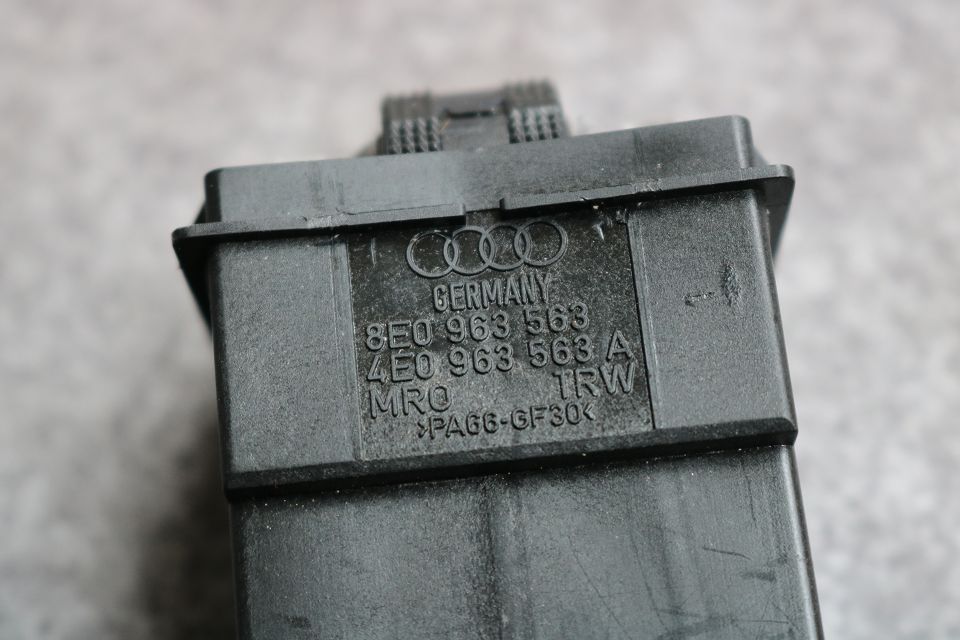 GERMANY
8E0 963 563
4E0 963 563 A
MRO TRW
>PA66-GF30<